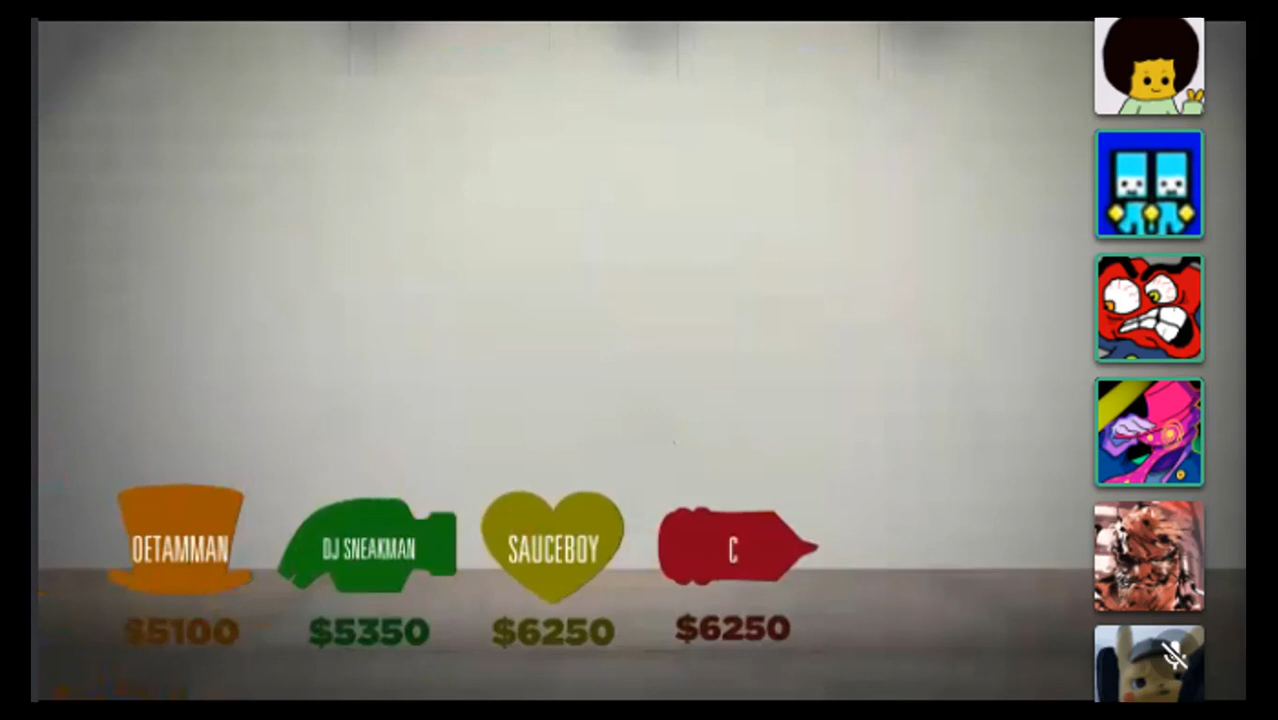 OETAMMAN
DJ SNEAKMAN
SAUCEBOY
C
$5100
$5350
$6250
$6250